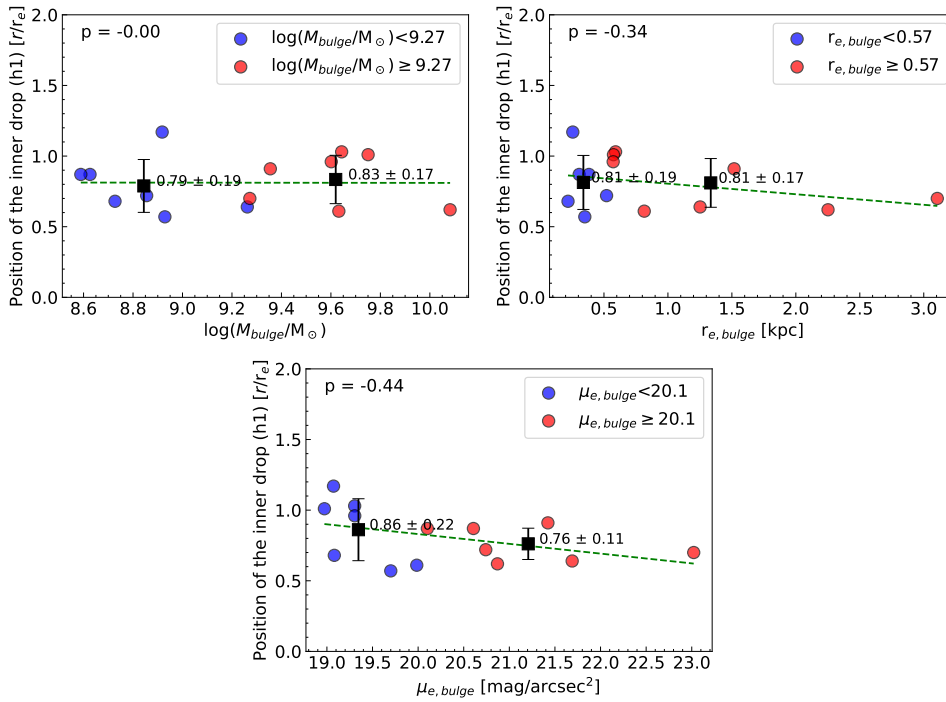 p = -0.00
log(M_bulge/M⊙)<9.27
log(M_bulge/M⊙) ≥ 9.27
0.79 ± 0.19
0.83 ± 0.17
2.0
1.5
1.0
0.5
0.0
Position of the inner drop (h1) [r/r_e]
8.6 8.8 9.0 9.2 9.4 9.6 9.8 10.0
log(M_bulge/M⊙)
p = -0.34
r_e,bulge<0.57
r_e,bulge ≥ 0.57
0.81 ± 0.19
0.81 ± 0.17
2.0
1.5
1.0
0.5
0.0
Position of the inner drop (h1) [r/r_e]
0.5 1.0 1.5 2.0 2.5 3.0
r_e,bulge [kpc]
p = -0.44
μ_e,bulge<20.1
μ_e,bulge ≥ 20.1
0.86 ± 0.22
0.76 ± 0.11
2.0
1.5
1.0
0.5
0.0
Position of the inner drop (h1) [r/r_e]
19.0 19.5 20.0 20.5 21.0 21.5 22.0 22.5 23.0
μ_e,bulge [mag/arcsec²]